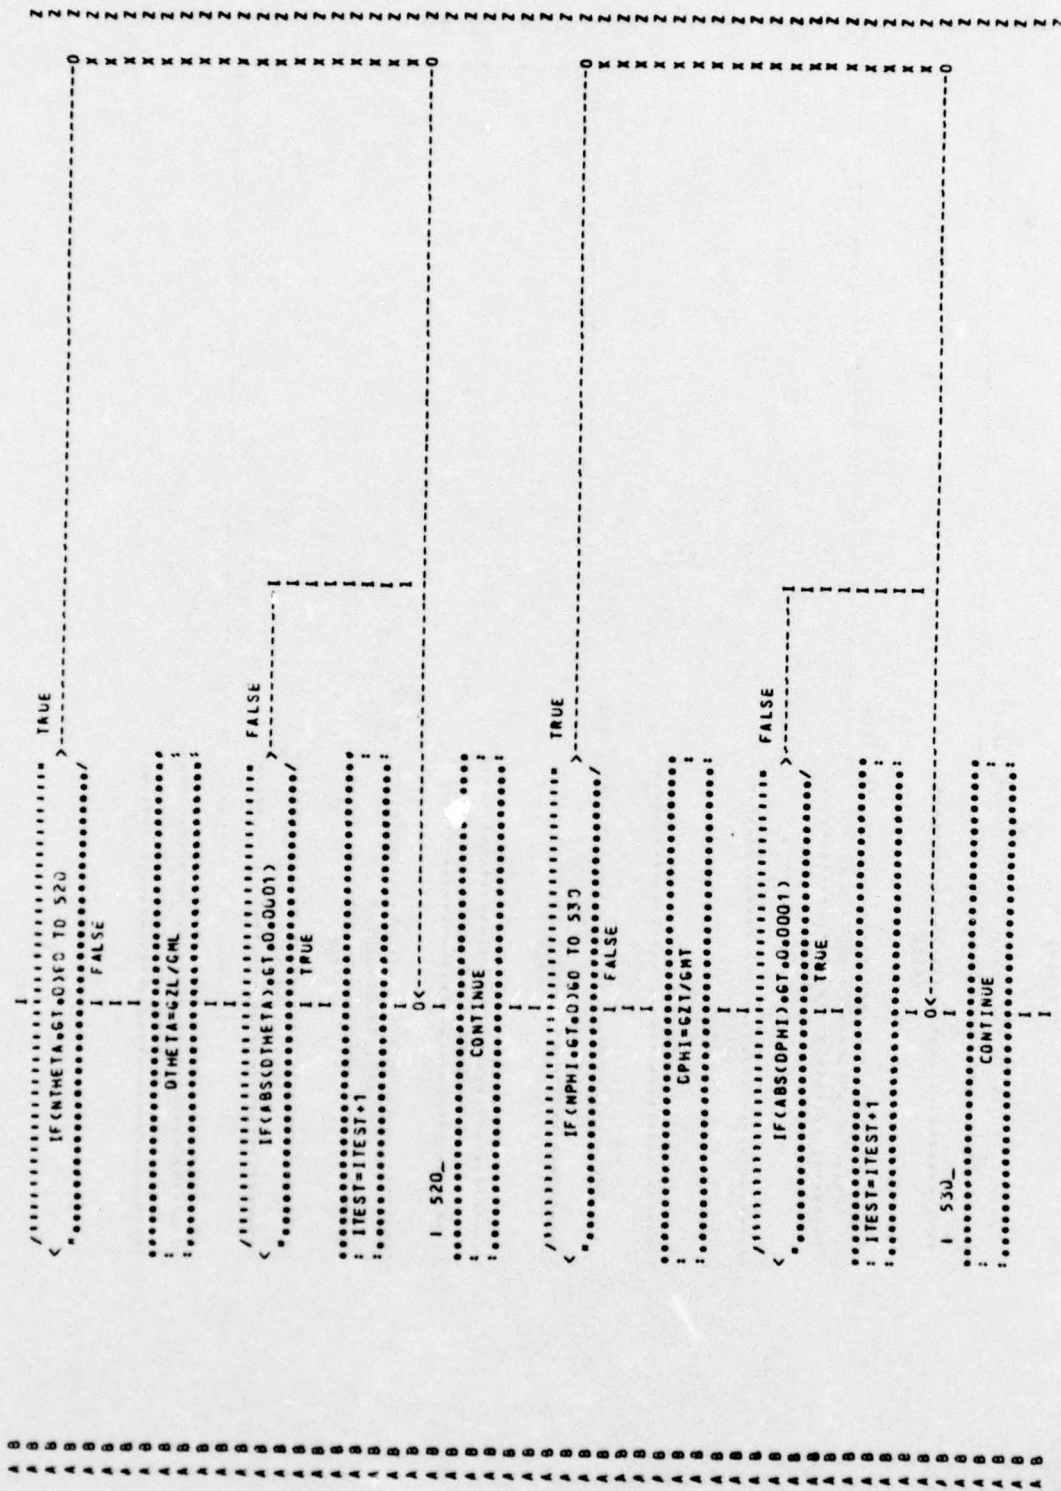 IF(NTHETA.GT.0)GO TO 520
TRUE
FALSE
DTHETA=GZL/GML
IF(ABS(DTHETA).GT.0.0001)
FALSE
TRUE
ITEST=ITEST+1
520
CONTINUE
IF(NPHI.GT.0)GO TO 530
TRUE
FALSE
DPHI=GZT/GMT
IF(ABS(DPHI).GT.0.0001)
FALSE
TRUE
ITEST=ITEST+1
530
CONTINUE